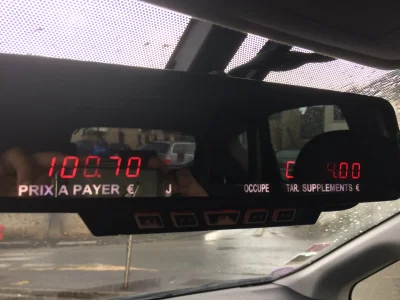 100.70 C 4.00
PRIX A PAYER €/ J OCCUPE TAR. SUPPLEMENTS €